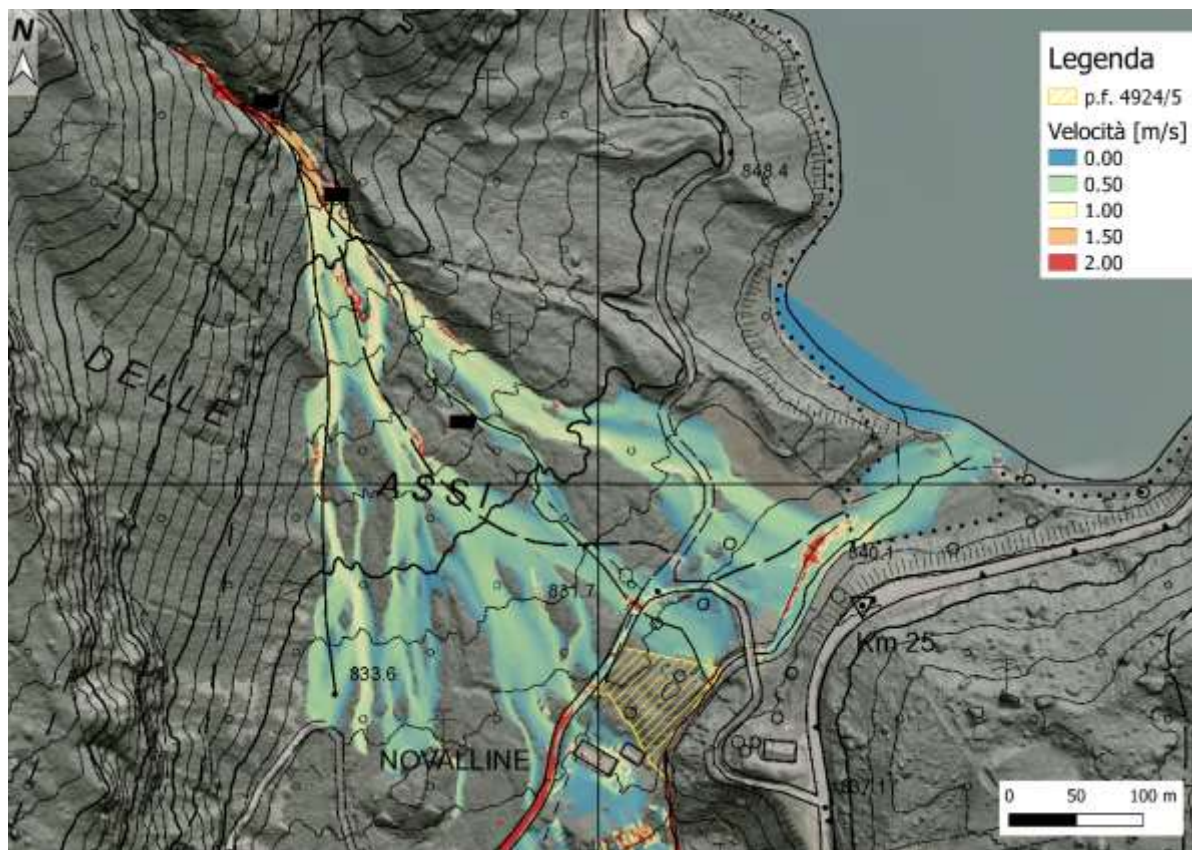 N
Legenda
p.f. 4924/5
Velocità [m/s]
0.00
0.50
1.00
1.50
2.00
848.4
DELLE
ASSI
840.1
831.7
Km 25
833.6
NOVALLINE
0 50 100 m